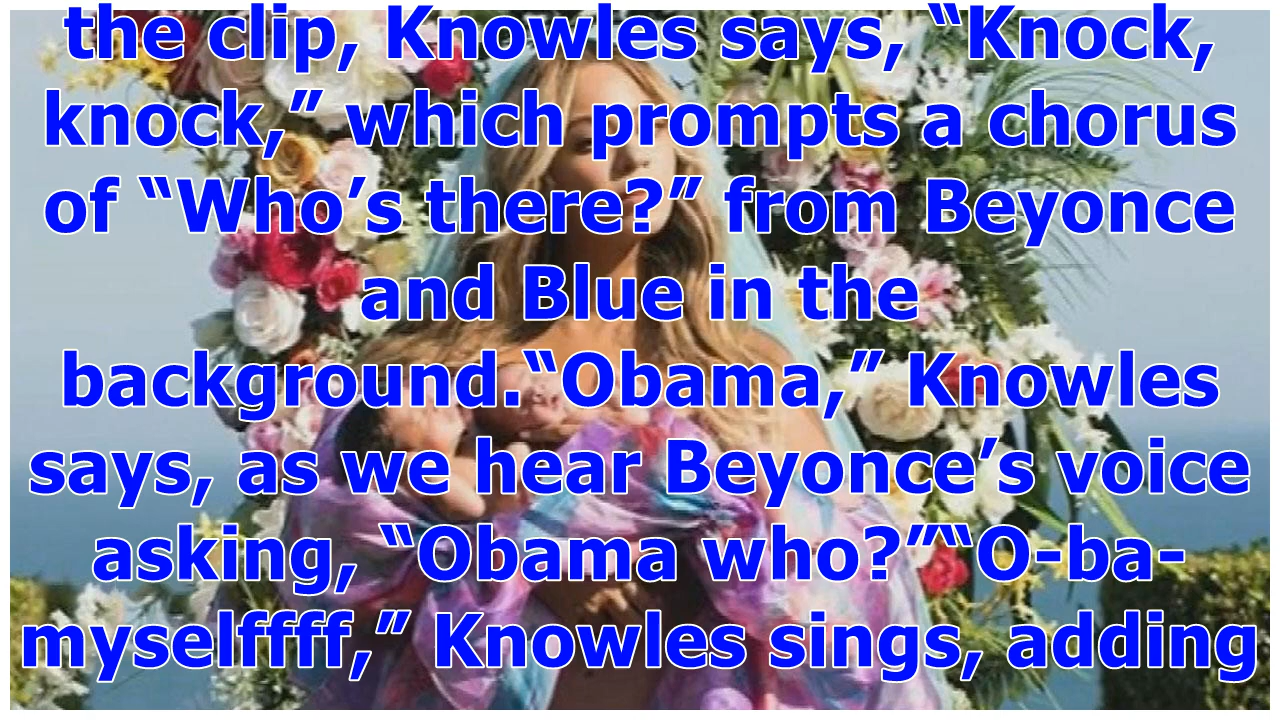 the clip, Knowles says, “Knock,
knock,” which prompts a chorus
of “Who’s there?” from Beyonce
and Blue in the
background.“Obama,” Knowles
says, as we hear Beyonce’s voice
asking, “Obama who?”“O-ba-
myselffff,” Knowles sings, adding